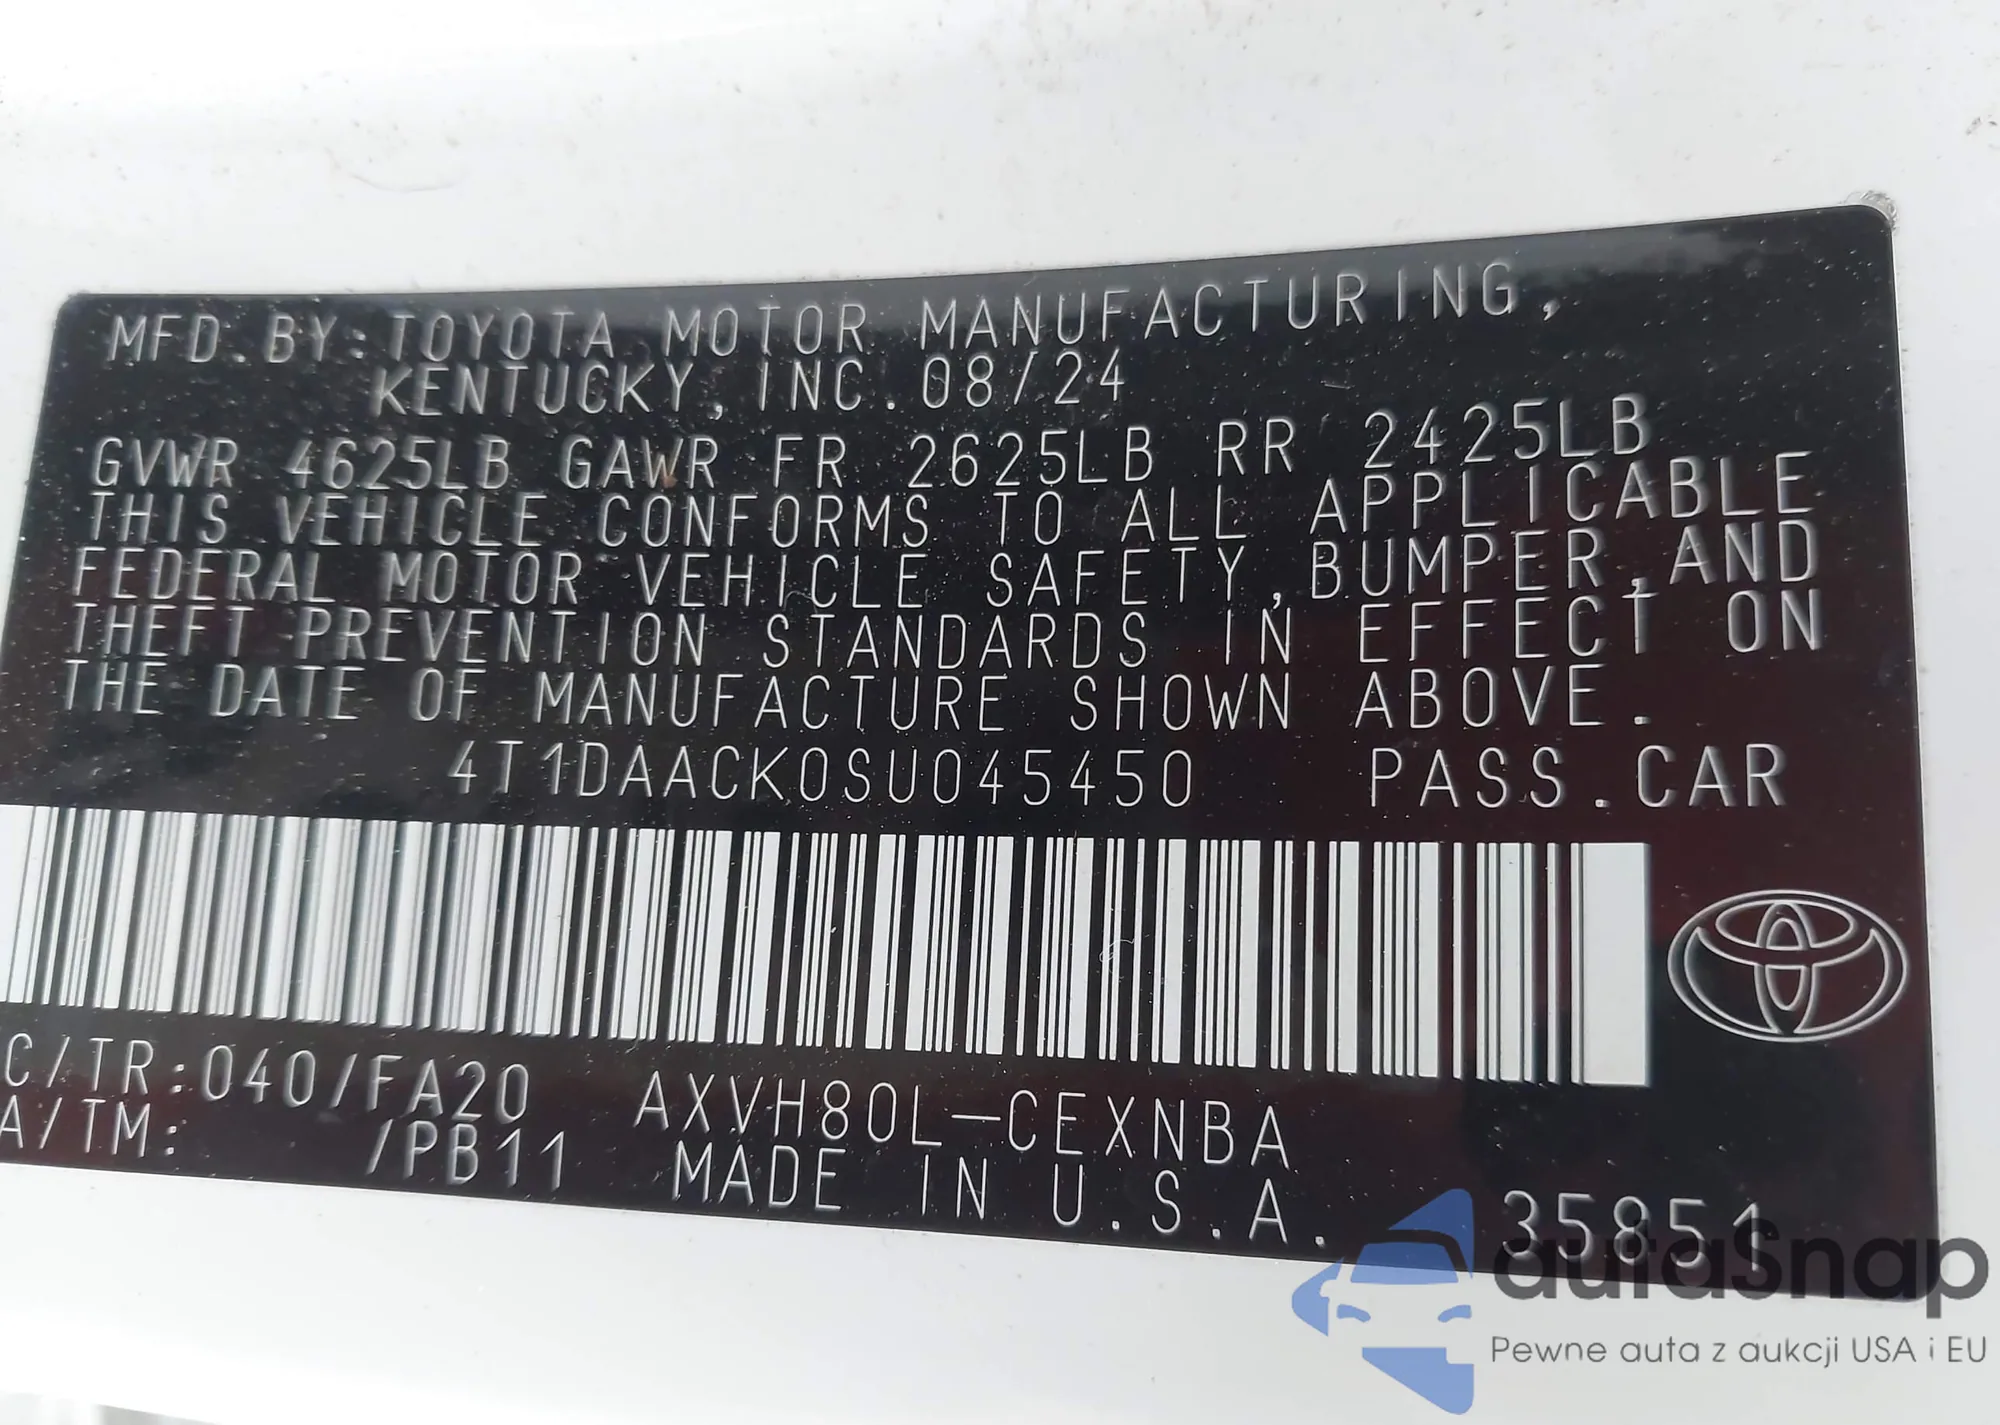 MFD. BY: TOYOTA MOTOR MANUFACTURING,
KENTUCKY, INC. 08/24
GVWR 4625LB GAWR FR 2625LB RR 2425LB
THIS VEHICLE CONFORMS TO ALL APPLICABLE
FEDERAL MOTOR VEHICLE SAFETY, BUMPER, AND
THEFT PREVENTION STANDARDS IN EFFECT ON
THE DATE OF MANUFACTURE SHOWN ABOVE.
4T1DAACK0SU045450 PASS. CAR
C/TR: 040/FA20 AXVH80L-CEXNBA
A/TM: /PB11 MADE IN U.S.A. 35851
autaSnap
Pewne auta z aukcji USA i EU